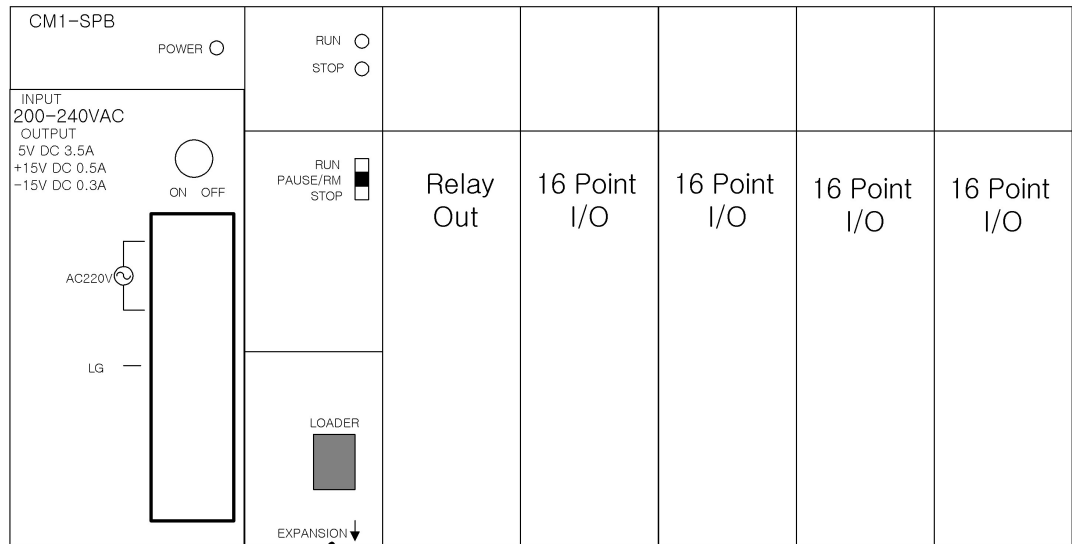 CM1-SPB
POWER
INPUT
200-240VAC
OUTPUT
5V DC 3.5A
+15V DC 0.5A
-15V DC 0.3A
ON OFF
AC220V
LG
RUN
STOP
RUN
PAUSE/RM
STOP
LOADER
EXPANSION
Relay
Out
16 Point
I/O
16 Point
I/O
16 Point
I/O
16 Point
I/O